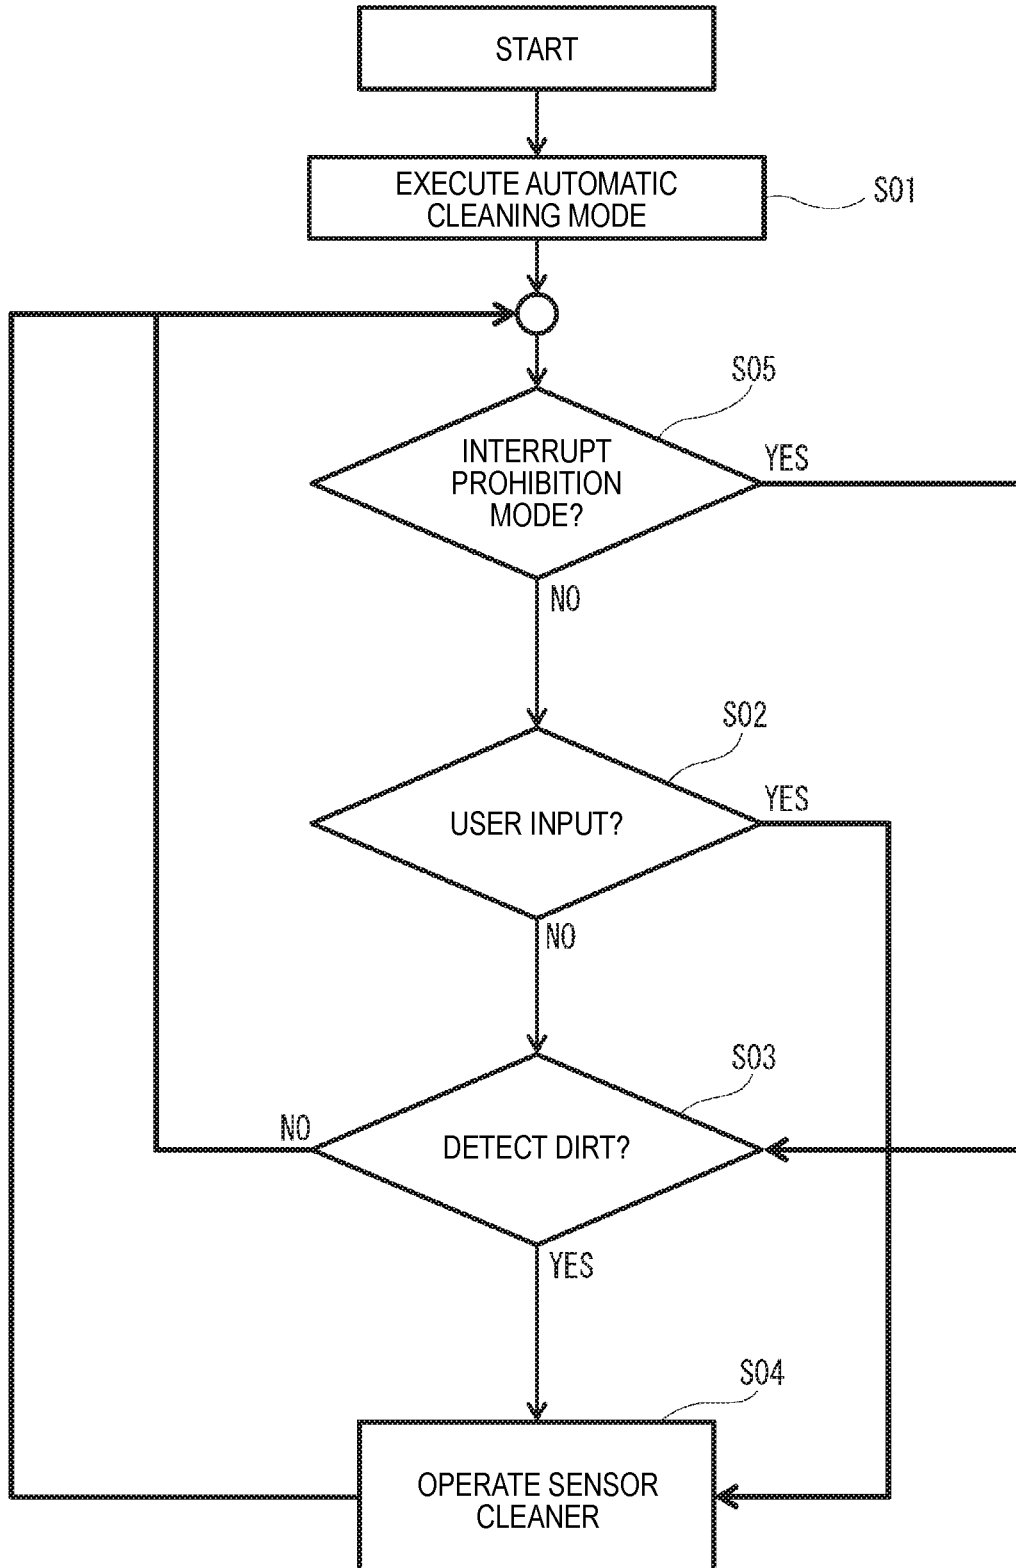 START
EXECUTE AUTOMATIC
CLEANING MODE
S01
S05
INTERRUPT
PROHIBITION
MODE?
YES
NO
S02
USER INPUT?
YES
NO
S03
DETECT DIRT?
NO
YES
S04
OPERATE SENSOR
CLEANER